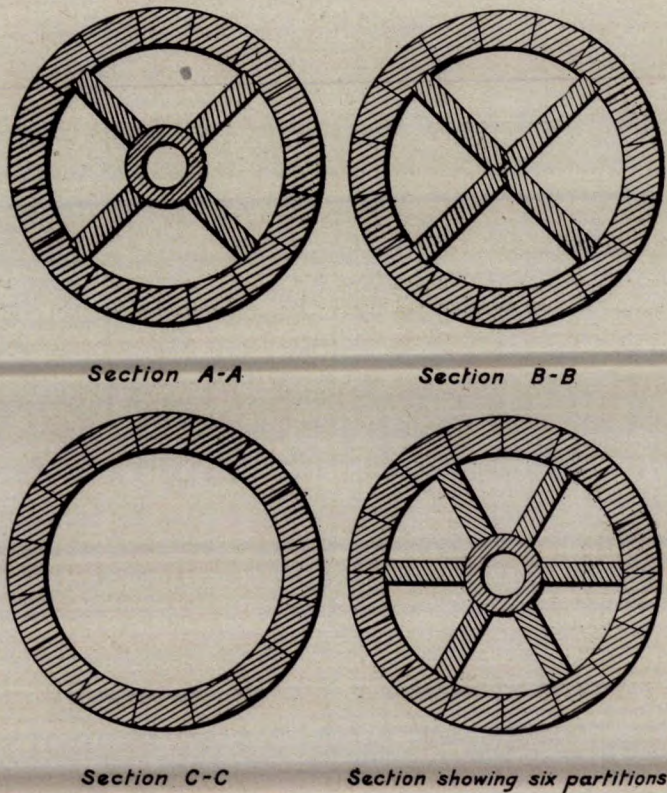 Section A-A
Section B-B
Section C-C
Section showing six partitions